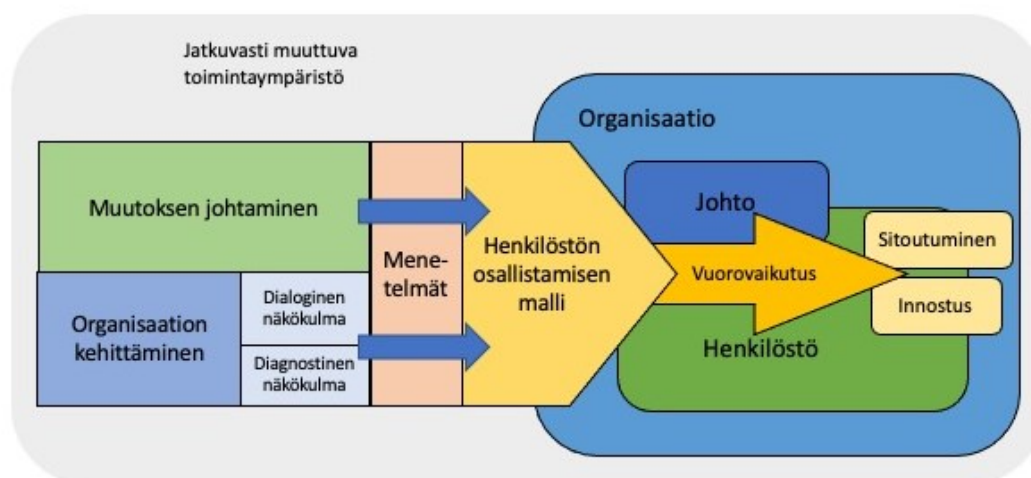 Jatkuvasti muuttuva
toimintaympäristö
Organisaatio
Muutoksen johtaminen
Organisaation
kehittäminen
Dialoginen
näkökulma
Diagnostinen
näkökulma
Mene-
telmät
Henkilöstön
osallistamisen
malli
Johto
Vuorovaikutus
Sitoutuminen
Innostus
Henkilöstö